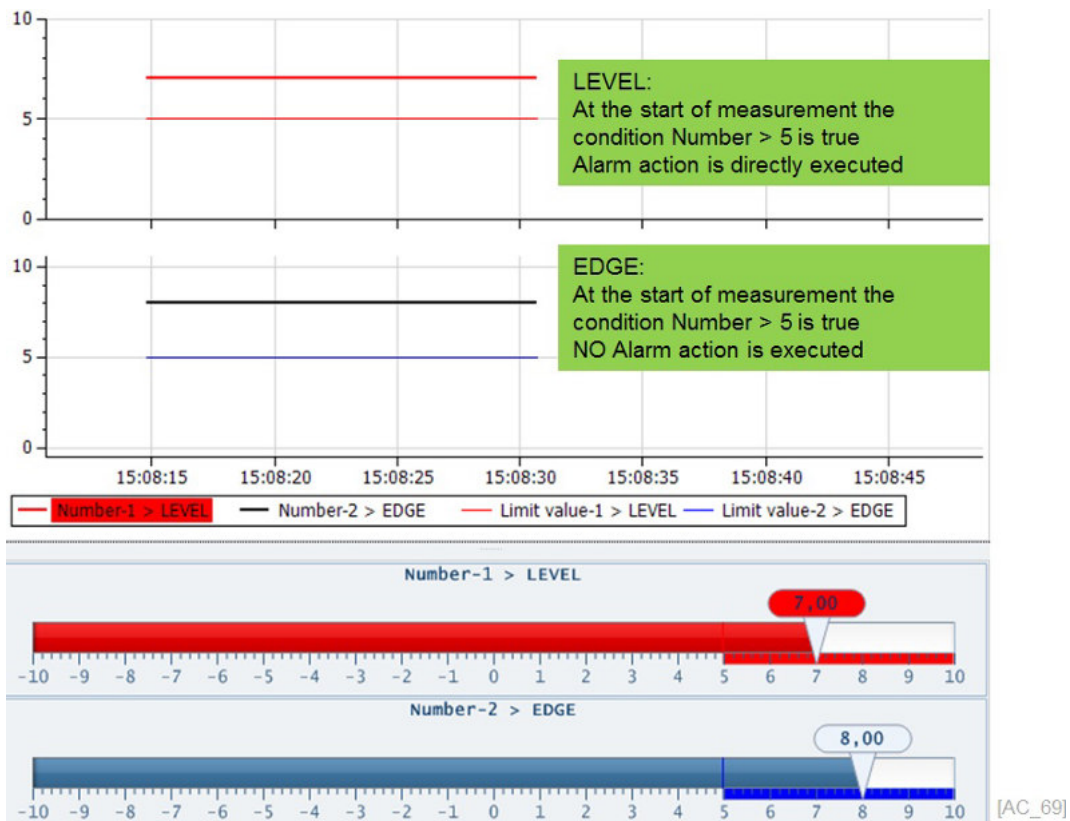 10
5
0
LEVEL:
At the start of measurement the
condition Number > 5 is true
Alarm action is directly executed
10
5
0
EDGE:
At the start of measurement the
condition Number > 5 is true
NO Alarm action is executed
15:08:15 15:08:20 15:08:25 15:08:30 15:08:35 15:08:40 15:08:45
Number-1 > LEVEL Number-2 > EDGE Limit value-1 > LEVEL Limit value-2 > EDGE
Number-1 > LEVEL
7,00
-10 -9 -8 -7 -6 -5 -4 -3 -2 -1 0 1 2 3 4 5 6 7 8 9 10
Number-2 > EDGE
8,00
-10 -9 -8 -7 -6 -5 -4 -3 -2 -1 0 1 2 3 4 5 6 7 8 9 10
[AC_69]